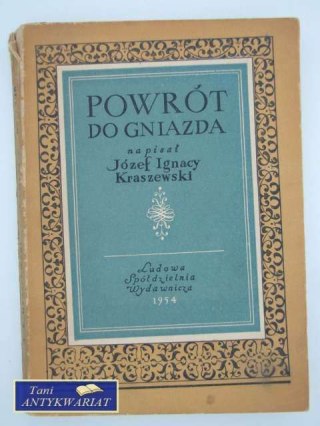 POWRÓT
DO GNIAZDA
napisał
Józef Ignacy
Kraszewski
Ludowa
Spółdzielnia
Wydawnicza
1954
Tani
ANTYKWARIAT